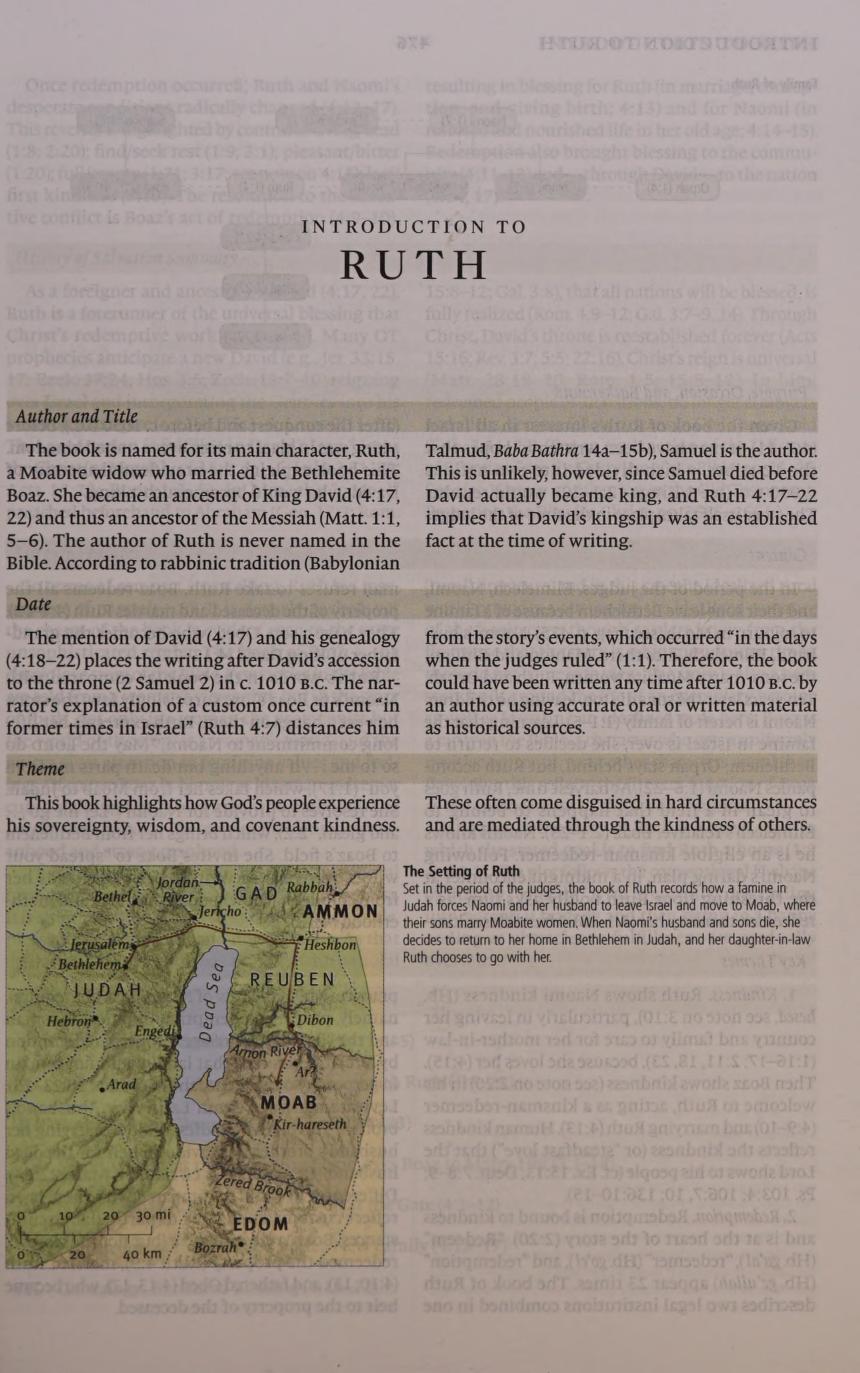 INTRODUCTION TO
RUTH
Author and Title
The book is named for its main character, Ruth,
a Moabite widow who married the Bethlehemite
Boaz. She became an ancestor of King David (4:17,
22) and thus an ancestor of the Messiah (Matt. 1:1,
5–6). The author of Ruth is never named in the
Bible. According to rabbinic tradition (Babylonian
Talmud, Baba Bathra 14a–15b), Samuel is the author.
This is unlikely, however, since Samuel died before
David actually became king, and Ruth 4:17–22
implies that David's kingship was an established
fact at the time of writing.
Date
The mention of David (4:17) and his genealogy
(4:18–22) places the writing after David's accession
to the throne (2 Samuel 2) in c. 1010 B.C. The nar-
rator's explanation of a custom once current "in
former times in Israel" (Ruth 4:7) distances him
from the story's events, which occurred "in the days
when the judges ruled" (1:1). Therefore, the book
could have been written any time after 1010 B.C. by
an author using accurate oral or written material
as historical sources.
Theme
This book highlights how God's people experience
his sovereignty, wisdom, and covenant kindness.
These often come disguised in hard circumstances
and are mediated through the kindness of others.
The Setting of Ruth
Set in the period of the judges, the book of Ruth records how a famine in
Judah forces Naomi and her husband to leave Israel and move to Moab, where
their sons marry Moabite women. When Naomi's husband and sons die, she
decides to return to her home in Bethlehem in Judah, and her daughter-in-law
Ruth chooses to go with her.
Jordan
River
Bethel
GAD
Rabbah
Jericho
AMMON
Jerusalem
Heshbon
Bethlehem
JUDAH
Dead Sea
REUBEN
Hebron
Engedi
Dibon
Arnon River
Ar
Arad
MOAB
Kir-hareseth
Zered Brook
0 10 20 30 mi
EDOM
0 20 40 km
Bozrah